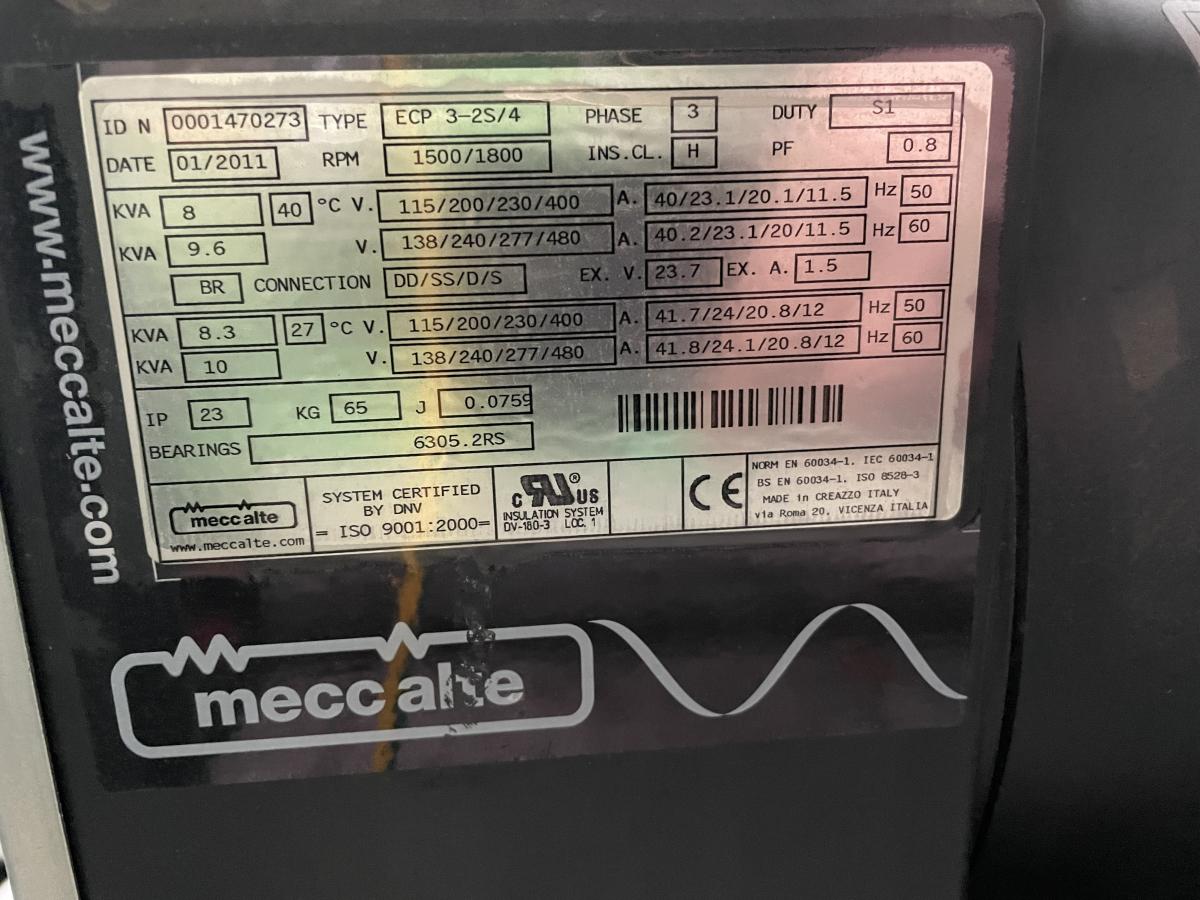 ID N 0001470273 TYPE ECP 3-2S/4 PHASE 3 DUTY S1
DATE 01/2011 RPM 1500/1800 INS.CL. H PF 0.8
KVA 8 40 °C V. 115/200/230/400 A. 40/23.1/20.1/11.5 Hz 50
KVA 9.6 V. 138/240/277/480 A. 40.2/23.1/20/11.5 Hz 60
BR CONNECTION DD/SS/D/S EX. V. 23.7 EX. A. 1.5
KVA 8.3 27 °C V. 115/200/230/400 A. 41.7/24/20.8/12 Hz 50
KVA 10 V. 138/240/277/480 A. 41.8/24.1/20.8/12 Hz 60
IP 23 KG 65 J 0.0759
BEARINGS 6305.2RS
mecc alte
www.meccalte.com
SYSTEM CERTIFIED
BY DNV
= ISO 9001:2000=
c RU® US
INSULATION SYSTEM
DV-180-3 LOC. 1
CE
NORM EN 60034-1. IEC 60034-1
BS EN 60034-1. ISO 8528-3
MADE in CREAZZO ITALY
via Roma 20. VICENZA ITALIA
www.meccalte.com
mecc alte